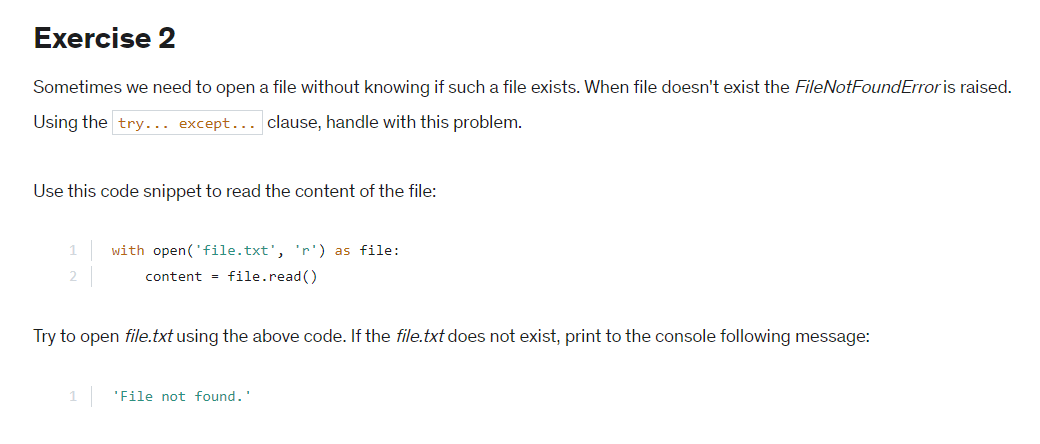 Exercise 2
Sometimes we need to open a file without knowing if such a file exists. When file doesn't exist the FileNotFoundError is raised.
Using the try... except... clause, handle with this problem.
Use this code snippet to read the content of the file:
1 with open('file.txt', 'r') as file:
2     content = file.read()
Try to open file.txt using the above code. If the file.txt does not exist, print to the console following message:
1 'File not found.'